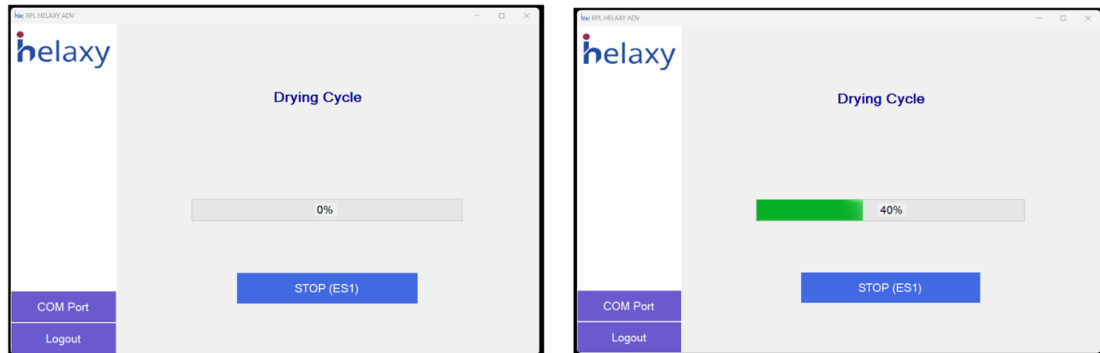 RPL HELAXY ADV
helaxy
Drying Cycle
0%
STOP (ES1)
COM Port
Logout
RPL HELAXY ADV
helaxy
Drying Cycle
40%
STOP (ES1)
COM Port
Logout